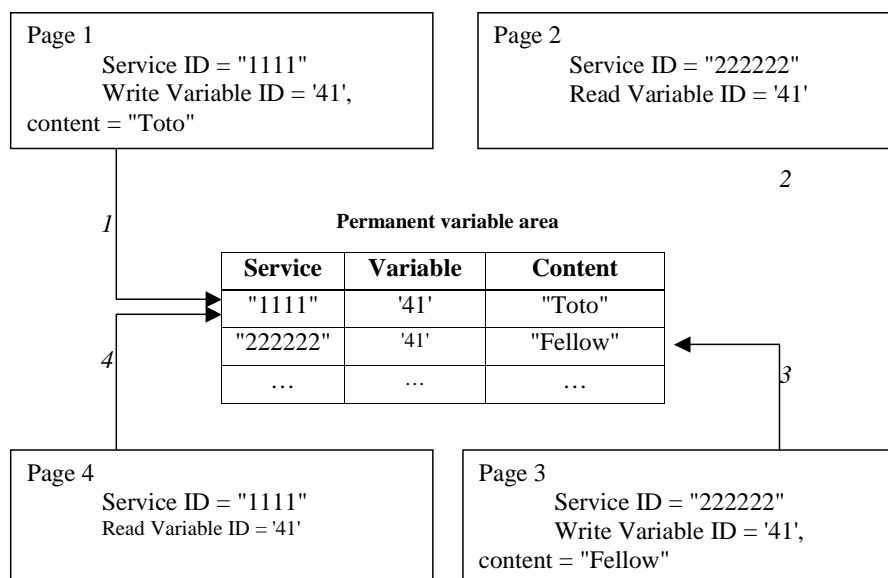 Page 1
Service ID = "1111"
Write Variable ID = '41',
content = "Toto"
Page 2
Service ID = "222222"
Read Variable ID = '41'
2
1
Permanent variable area
Service Variable Content
"1111" '41' "Toto"
"222222" '41' "Fellow"
… … …
4
3
Page 4
Service ID = "1111"
Read Variable ID = '41'
Page 3
Service ID = "222222"
Write Variable ID = '41',
content = "Fellow"